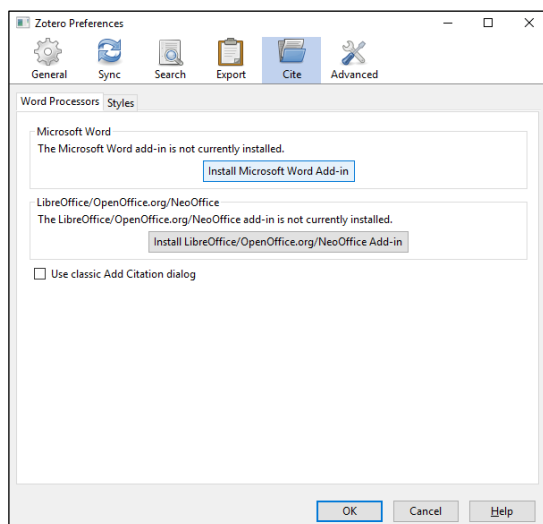 Zotero Preferences
General Sync Search Export Cite Advanced
Word Processors Styles
Microsoft Word
The Microsoft Word add-in is not currently installed.
Install Microsoft Word Add-in
LibreOffice/OpenOffice.org/NeoOffice
The LibreOffice/OpenOffice.org/NeoOffice add-in is not currently installed.
Install LibreOffice/OpenOffice.org/NeoOffice Add-in
Use classic Add Citation dialog
OK Cancel Help